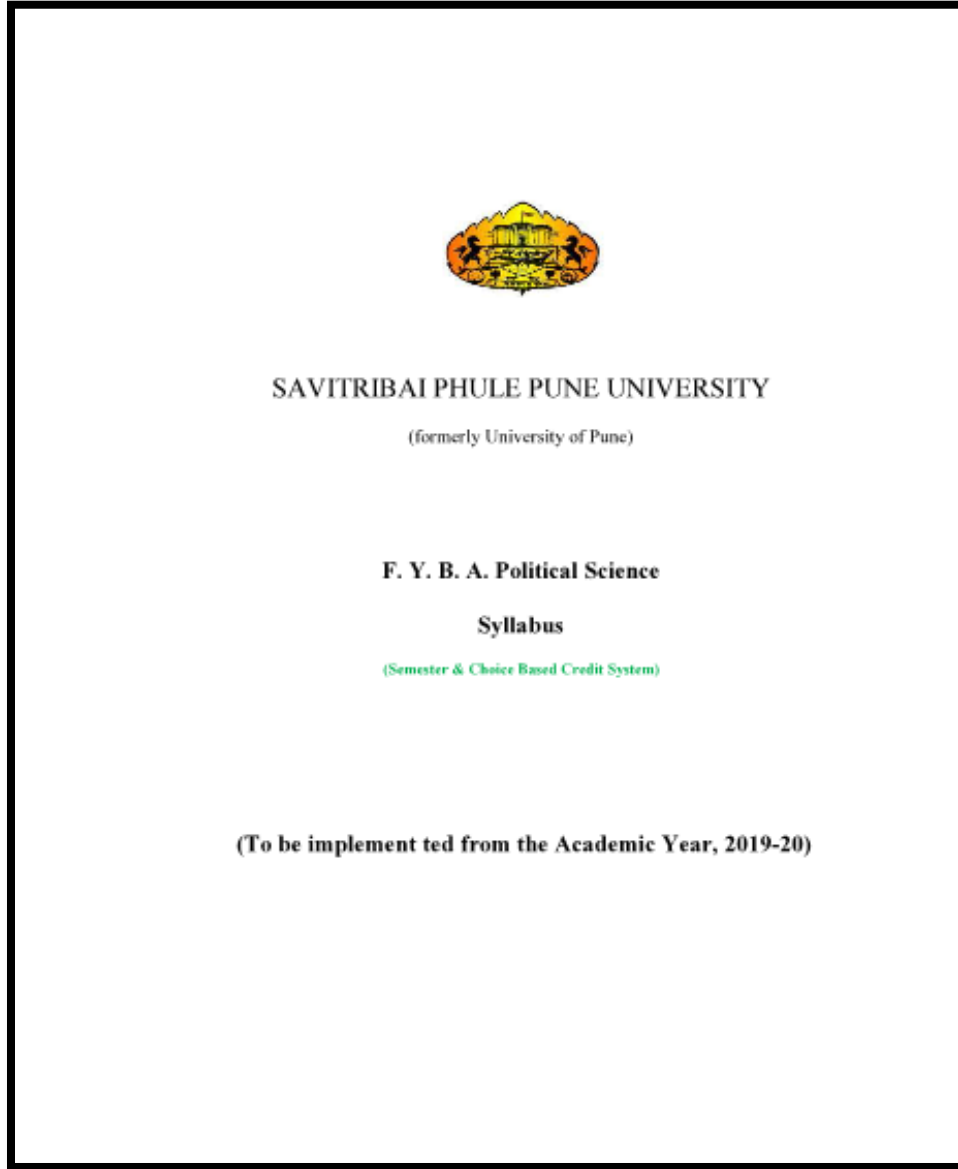 SAVITRIBAI PHULE PUNE UNIVERSITY
(formerly University of Pune)
F. Y. B. A. Political Science
Syllabus
(Semester & Choice Based Credit System)
(To be implement ted from the Academic Year, 2019-20)